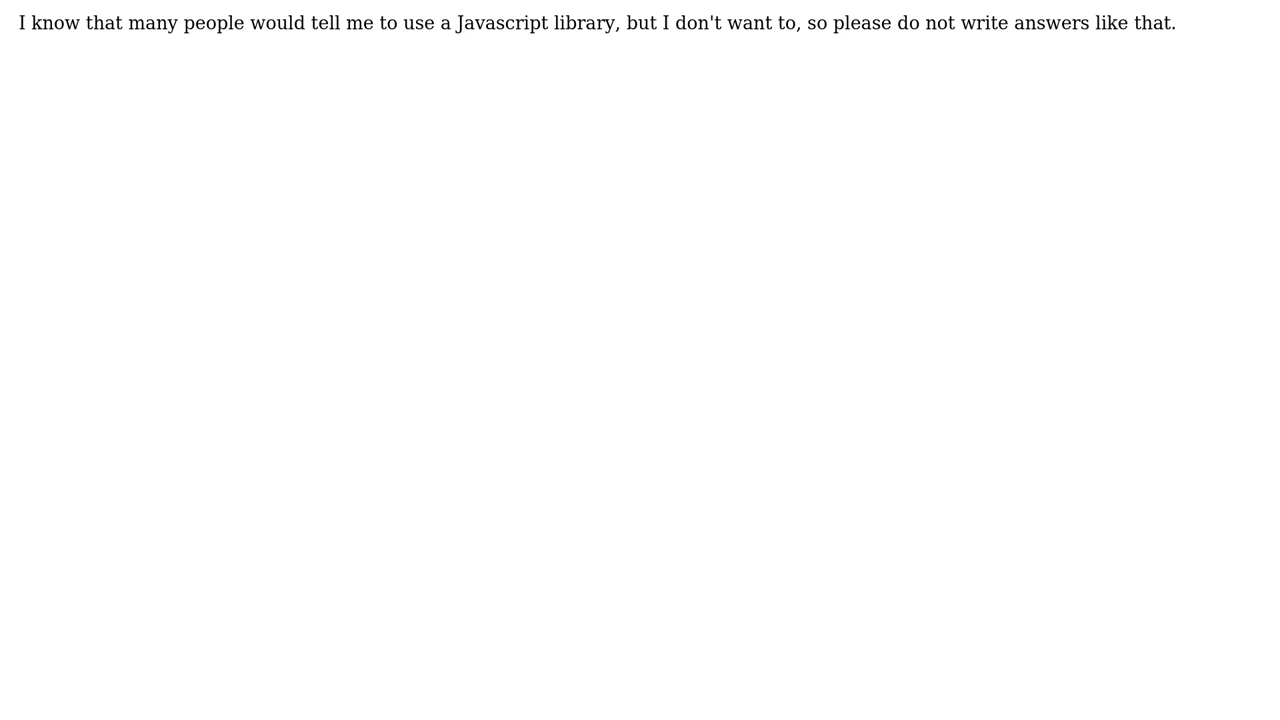 I know that many people would tell me to use a Javascript library, but I don't want to, so please do not write answers like that.